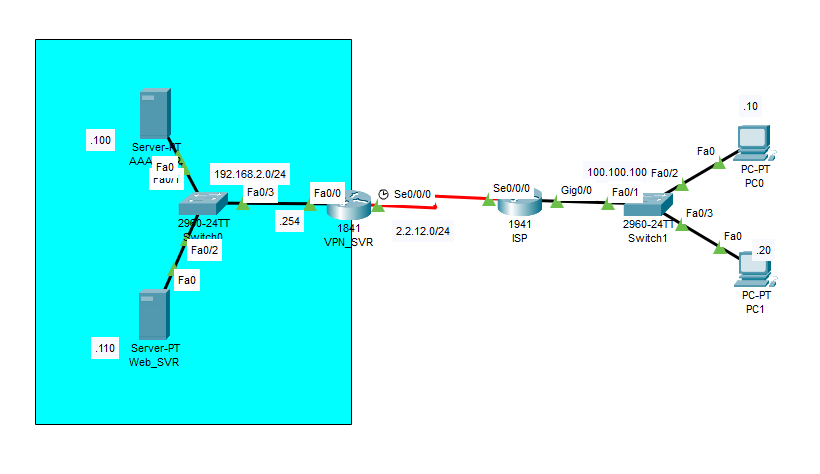 .10
.100
Server-PT
AAA
Fa0
Fa0/1
192.168.2.0/24
Fa0/3
Fa0/0
Se0/0/0
Se0/0/0
Gig0/0
100.100.100
Fa0/1
Fa0/2
Fa0
PC-PT
PC0
2960-24TT
Switch0
.254
1841
VPN_SVR
2.2.12.0/24
1941
ISP
2960-24TT
Switch1
Fa0/3
Fa0
.20
Fa0/2
Fa0
PC-PT
PC1
.110
Server-PT
Web_SVR